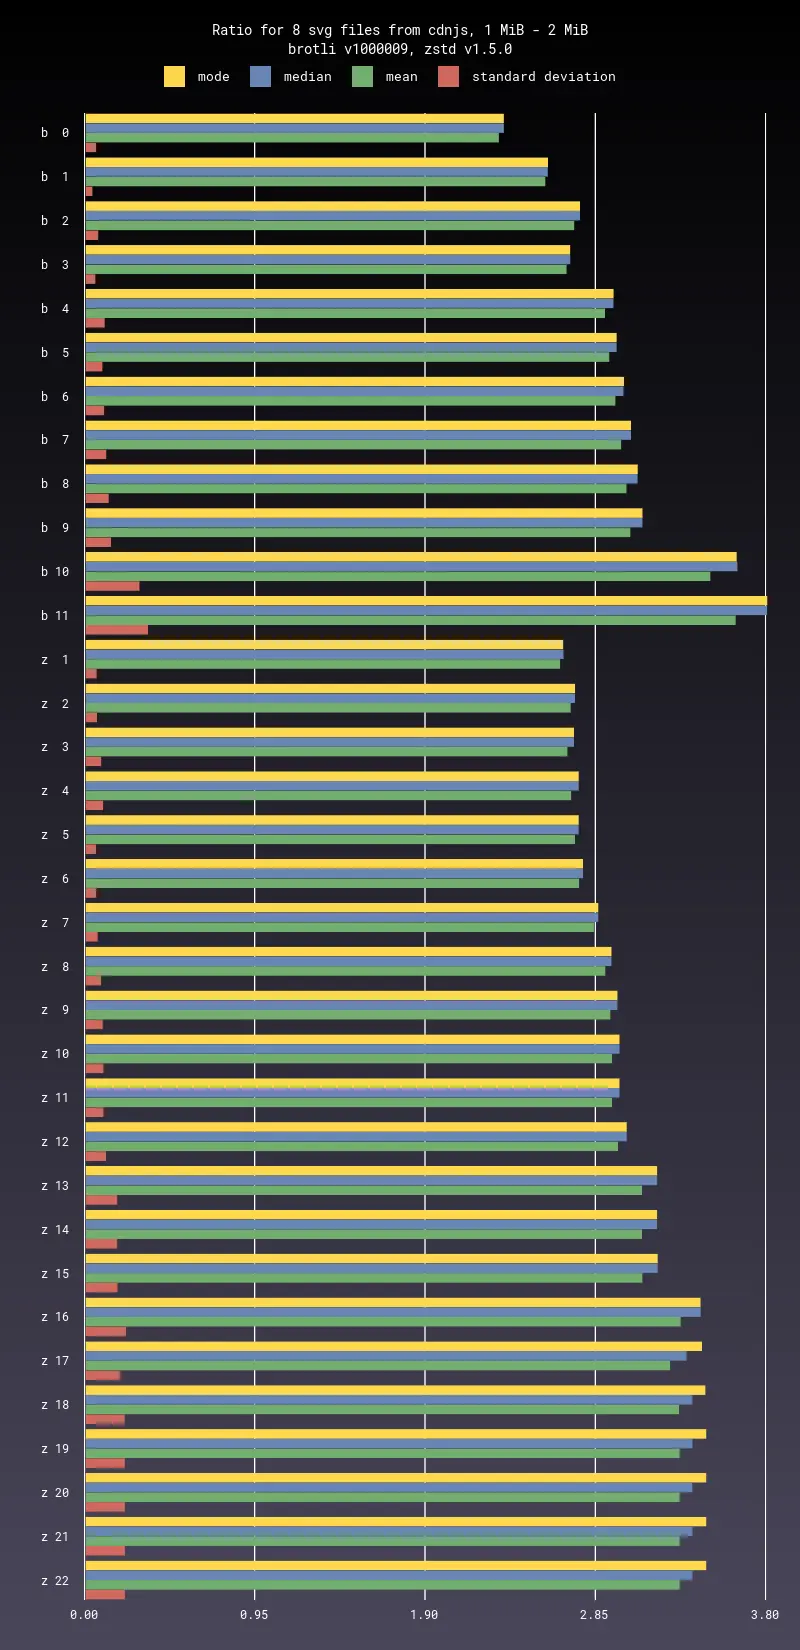 Ratio for 8 svg files from cdnjs, 1 MiB - 2 MiB
brotli v1000009, zstd v1.5.0
mode median mean standard deviation
b 0
b 1
b 2
b 3
b 4
b 5
b 6
b 7
b 8
b 9
b 10
b 11
z 1
z 2
z 3
z 4
z 5
z 6
z 7
z 8
z 9
z 10
z 11
z 12
z 13
z 14
z 15
z 16
z 17
z 18
z 19
z 20
z 21
z 22
0.00 0.95 1.90 2.85 3.80